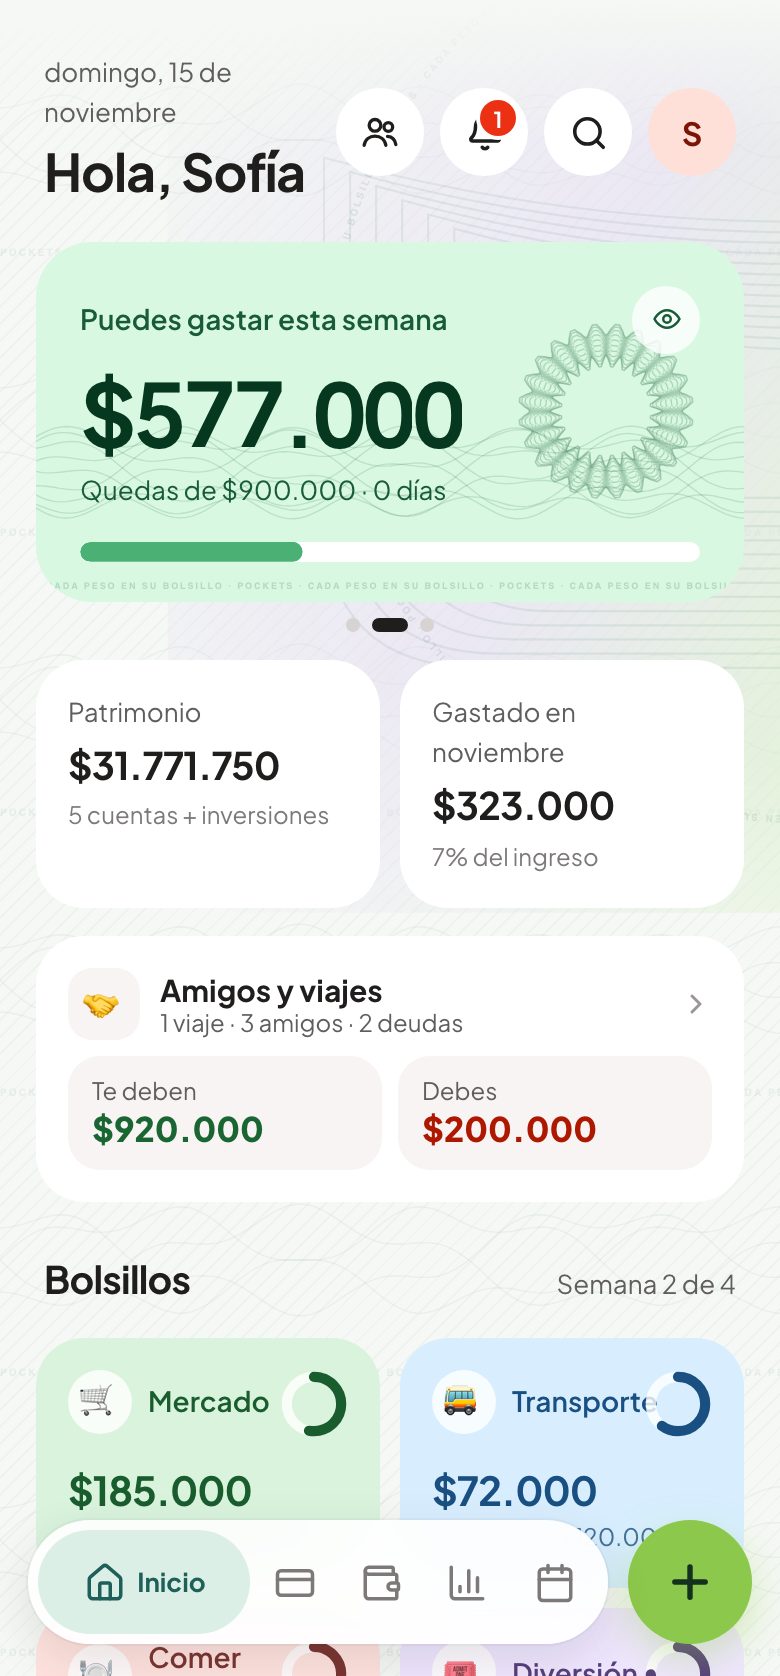 domingo, 15 de
noviembre
Hola, Sofía
1
S
Puedes gastar esta semana
$577.000
Quedas de $900.000 · 0 días
ADA PESO EN SU BOLSILLO · POCKETS · CADA PESO EN SU BOLSILLO · POCKETS · CADA PESO EN SU BOLSIL
Patrimonio
$31.771.750
5 cuentas + inversiones
Gastado en
noviembre
$323.000
7% del ingreso
Amigos y viajes
1 viaje · 3 amigos · 2 deudas
Te deben
$920.000
Debes
$200.000
Bolsillos
Semana 2 de 4
Mercado
$185.000
Transporte
$72.000
Inicio
Comer
Diversión